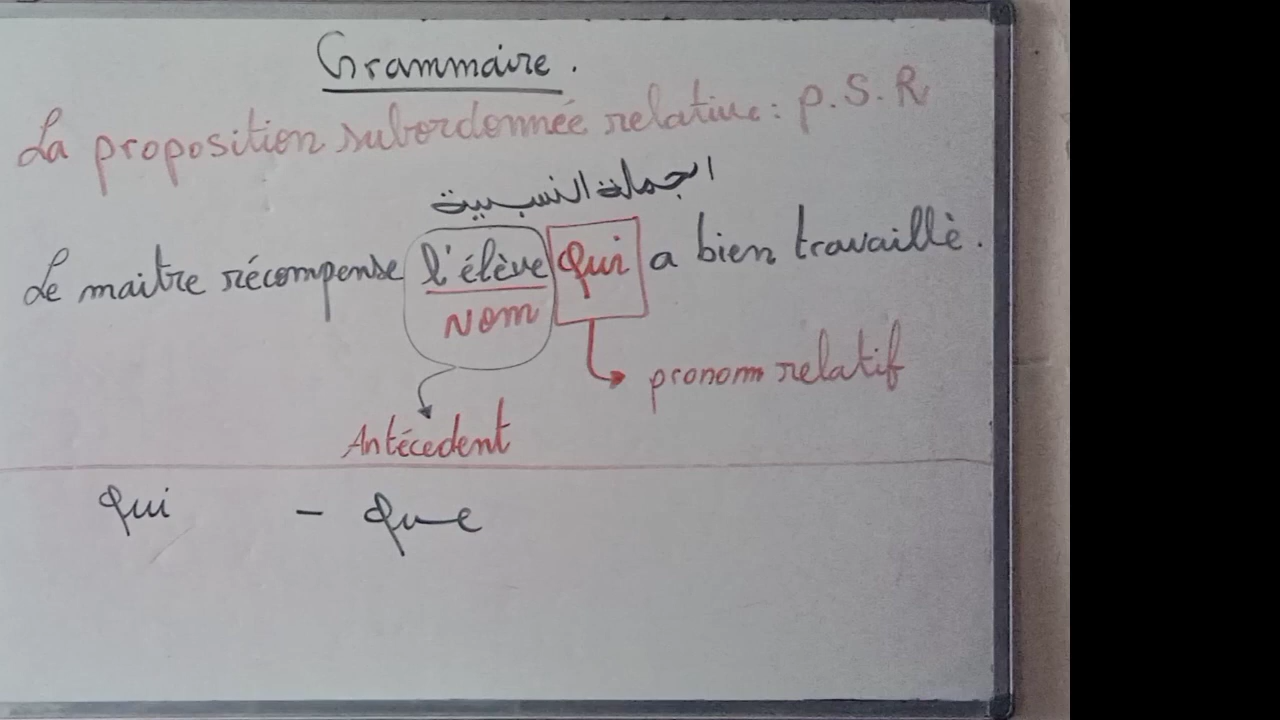 Grammaire.
La proposition subordonnée relative : p.S.R
الجملة النسبية
Le maitre récompense l'élève qui a bien travaillè.
Nom
pronom relatif
Antécedent
qui - que